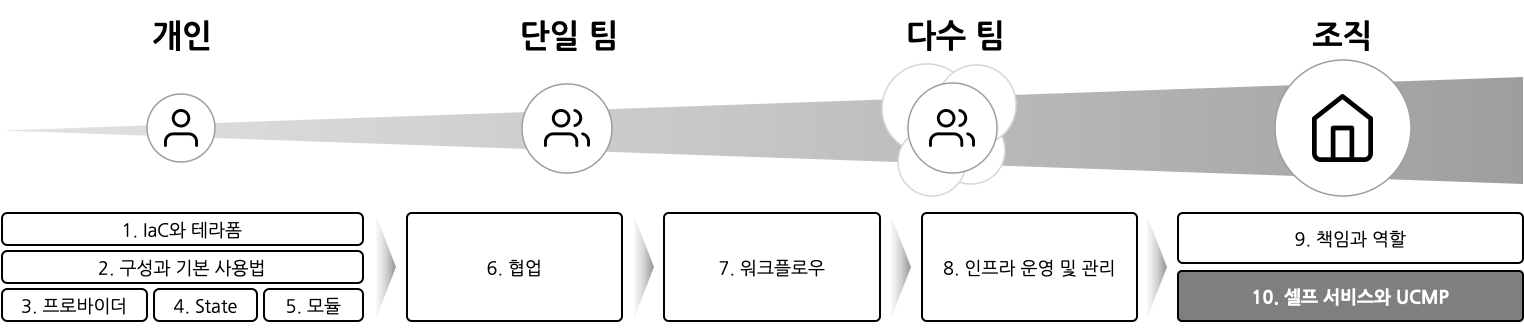 개인
단일 팀
다수 팀
조직
1. IaC와 테라폼
2. 구성과 기본 사용법
3. 프로바이더
4. State
5. 모듈
6. 협업
7. 워크플로우
8. 인프라 운영 및 관리
9. 책임과 역할
10. 셀프 서비스와 UCMP